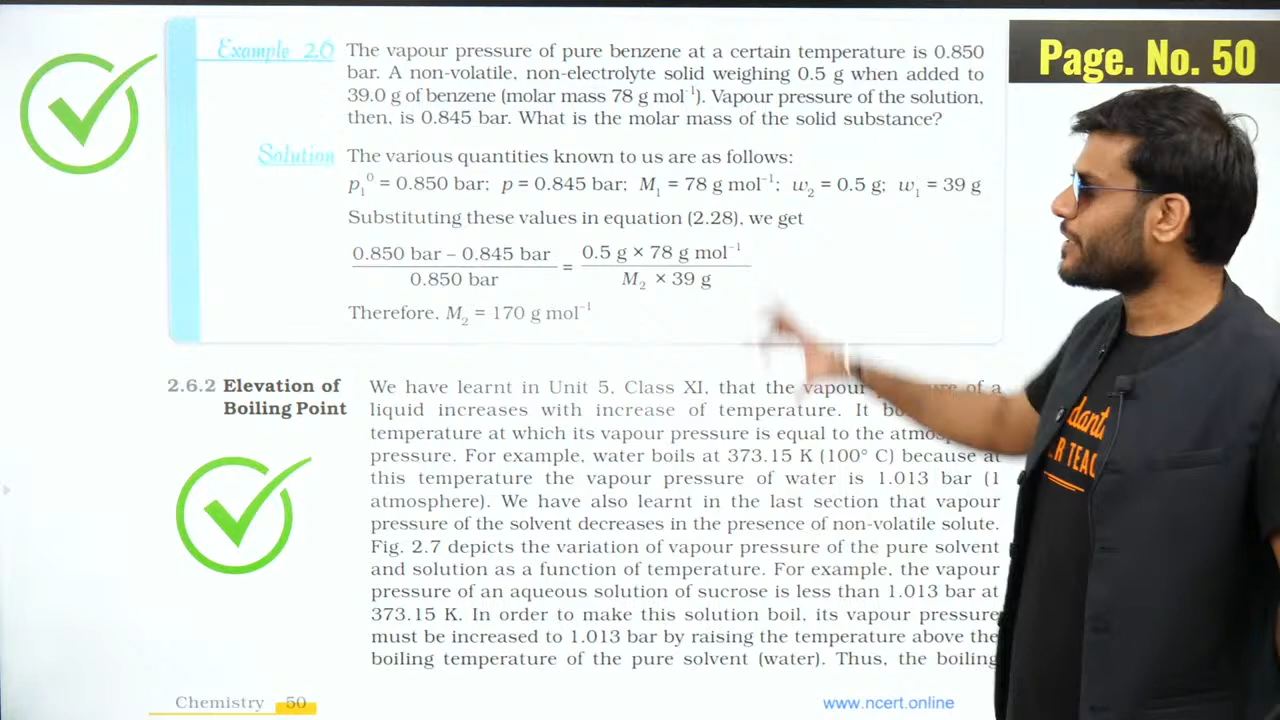 Page. No. 50
Example 2.6 The vapour pressure of pure benzene at a certain temperature is 0.850
bar. A non-volatile, non-electrolyte solid weighing 0.5 g when added to
39.0 g of benzene (molar mass 78 g mol⁻¹). Vapour pressure of the solution,
then, is 0.845 bar. What is the molar mass of the solid substance?
Solution The various quantities known to us are as follows:
p₁⁰ = 0.850 bar; p = 0.845 bar; M₁ = 78 g mol⁻¹; w₂ = 0.5 g; w₁ = 39 g
Substituting these values in equation (2.28), we get
0.850 bar – 0.845 bar
0.850 bar
=
0.5 g × 78 g mol⁻¹
M₂ × 39 g
Therefore, M₂ = 170 g mol⁻¹
2.6.2 Elevation of
Boiling Point
We have learnt in Unit 5, Class XI, that the vapour of a
liquid increases with increase of temperature. It
temperature at which its vapour pressure is equal to the
pressure. For example, water boils at 373.15 K (100° C) because at
this temperature the vapour pressure of water is 1.013 bar (1
atmosphere). We have also learnt in the last section that vapour
pressure of the solvent decreases in the presence of non-volatile solute.
Fig. 2.7 depicts the variation of vapour pressure of the pure solvent
and solution as a function of temperature. For example, the vapour
pressure of an aqueous solution of sucrose is less than 1.013 bar at
373.15 K. In order to make this solution boil, its vapour pressure
must be increased to 1.013 bar by raising the temperature above the
boiling temperature of the pure solvent (water). Thus, the boiling
Chemistry 50
www.ncert.online